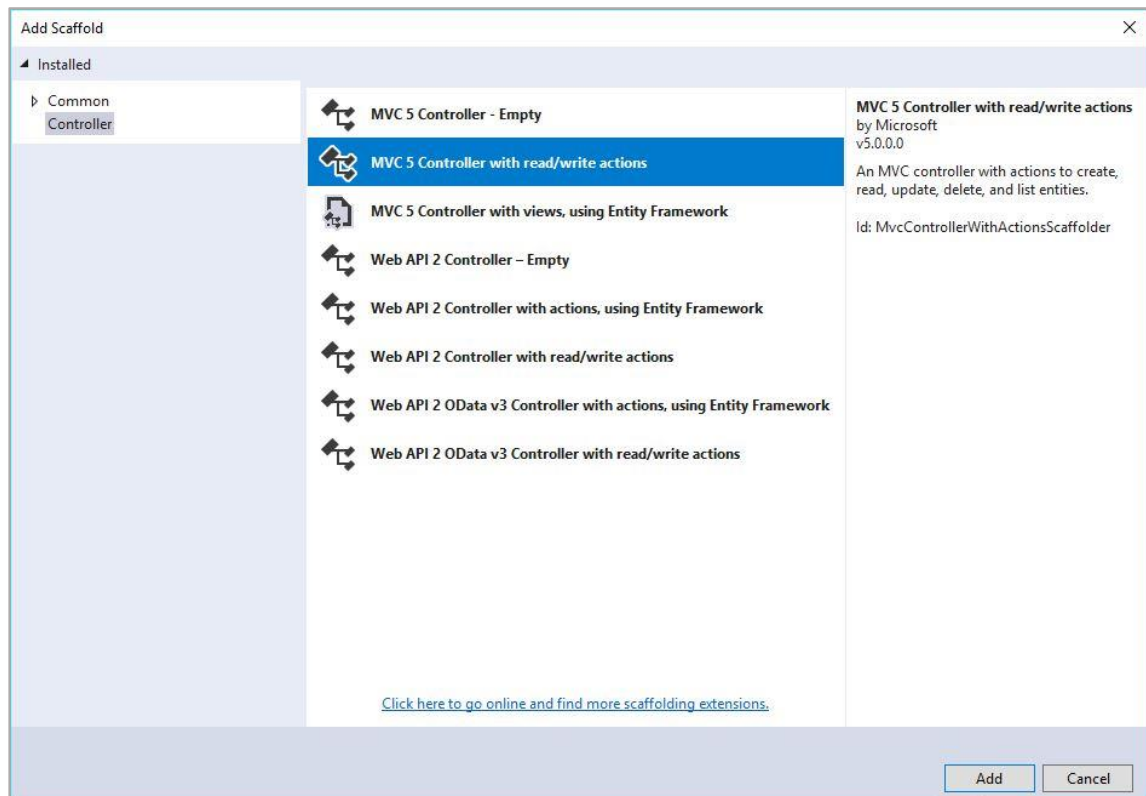 Add Scaffold
Installed
Common
Controller
MVC 5 Controller - Empty
MVC 5 Controller with read/write actions
MVC 5 Controller with views, using Entity Framework
Web API 2 Controller – Empty
Web API 2 Controller with actions, using Entity Framework
Web API 2 Controller with read/write actions
Web API 2 OData v3 Controller with actions, using Entity Framework
Web API 2 OData v3 Controller with read/write actions
Click here to go online and find more scaffolding extensions.
MVC 5 Controller with read/write actions
by Microsoft
v5.0.0.0
An MVC controller with actions to create,
read, update, delete, and list entities.
Id: MvcControllerWithActionsScaffolder
Add
Cancel